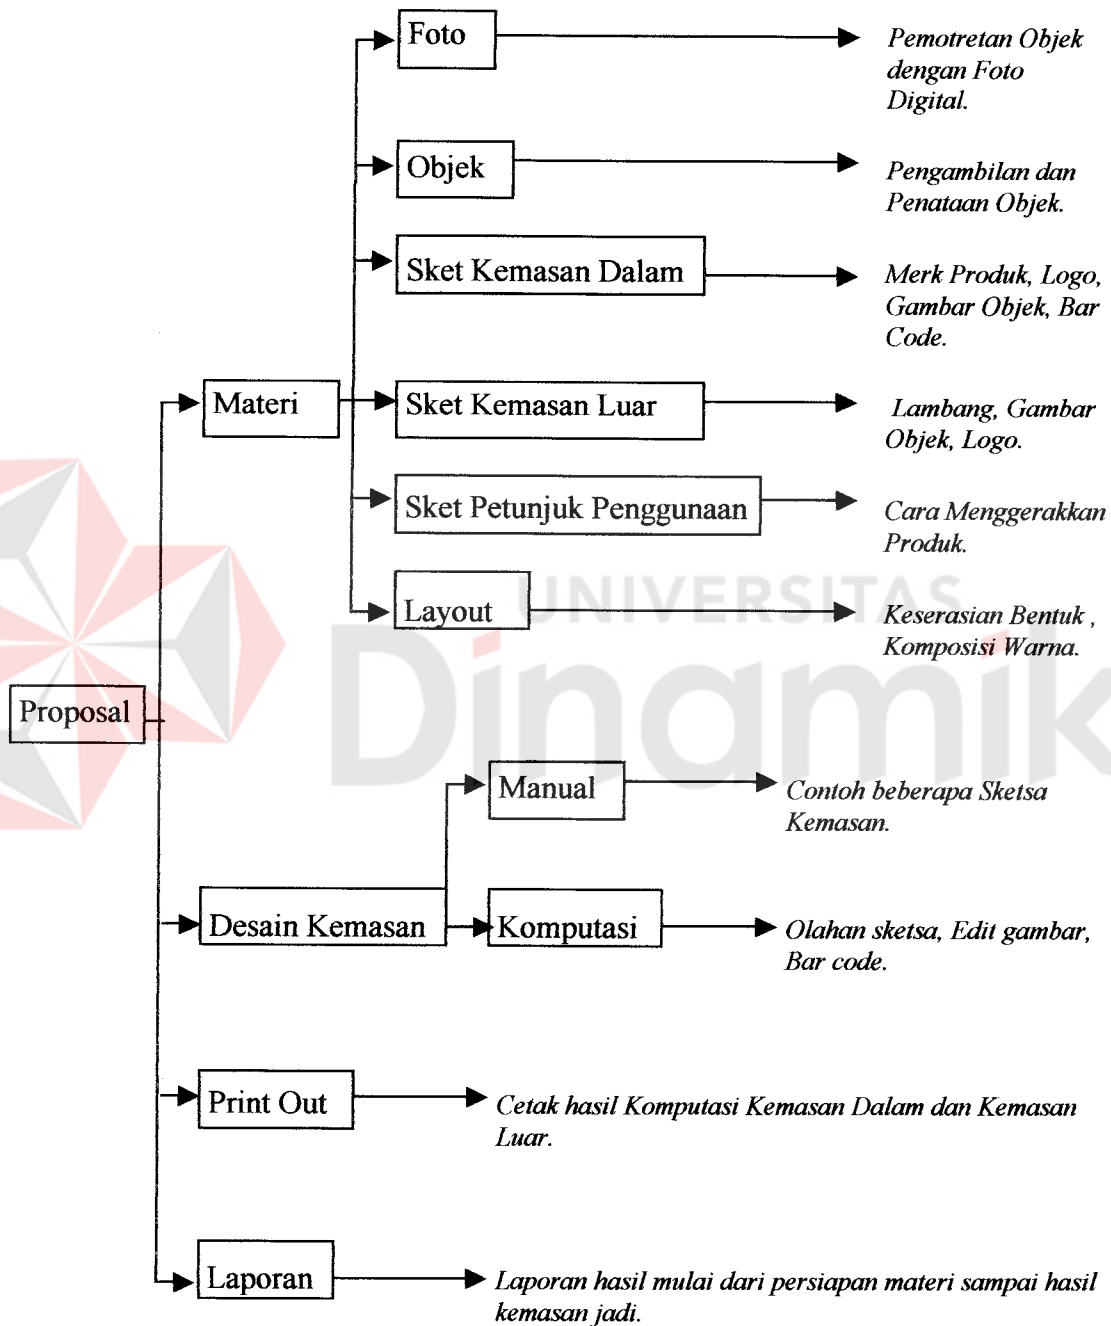 Foto
Pemotretan Objek
dengan Foto
Digital.
Objek
Pengambilan dan
Penataan Objek.
Sket Kemasan Dalam
Merk Produk, Logo,
Gambar Objek, Bar
Code.
Materi
Sket Kemasan Luar
Lambang, Gambar
Objek, Logo.
Sket Petunjuk Penggunaan
Cara Menggerakkan
Produk.
Layout
Keserasian Bentuk ,
Komposisi Warna.
UNIVERSITAS
Dinamika
Proposal
Manual
Contoh beberapa Sketsa
Kemasan.
Desain Kemasan
Komputasi
Olahan sketsa, Edit gambar,
Bar code.
Print Out
Cetak hasil Komputasi Kemasan Dalam dan Kemasan
Luar.
Laporan
Laporan hasil mulai dari persiapan materi sampai hasil
kemasan jadi.